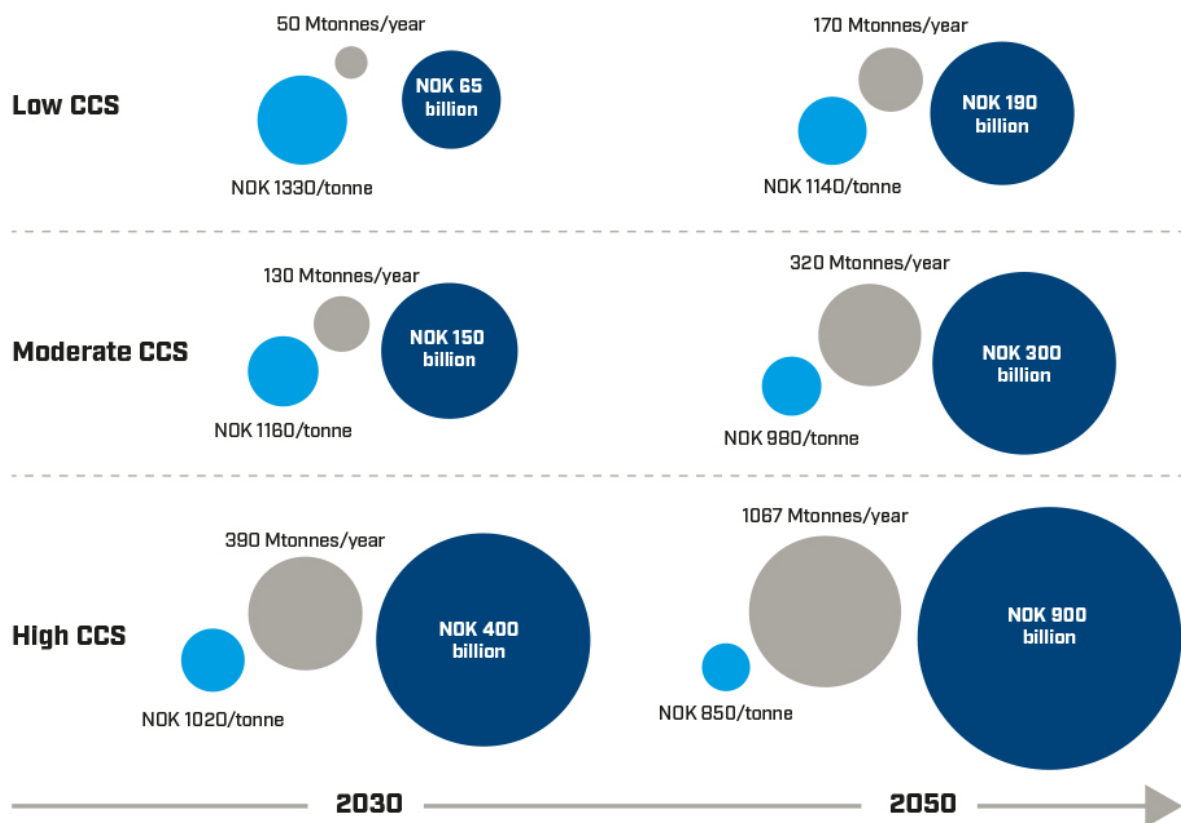 50 Mtonnes/year
170 Mtonnes/year
Low CCS
NOK 65
billion
NOK 190
billion
NOK 1330/tonne
NOK 1140/tonne
130 Mtonnes/year
320 Mtonnes/year
Moderate CCS
NOK 150
billion
NOK 300
billion
NOK 1160/tonne
NOK 980/tonne
390 Mtonnes/year
1067 Mtonnes/year
High CCS
NOK 400
billion
NOK 900
billion
NOK 1020/tonne
NOK 850/tonne
2030
2050